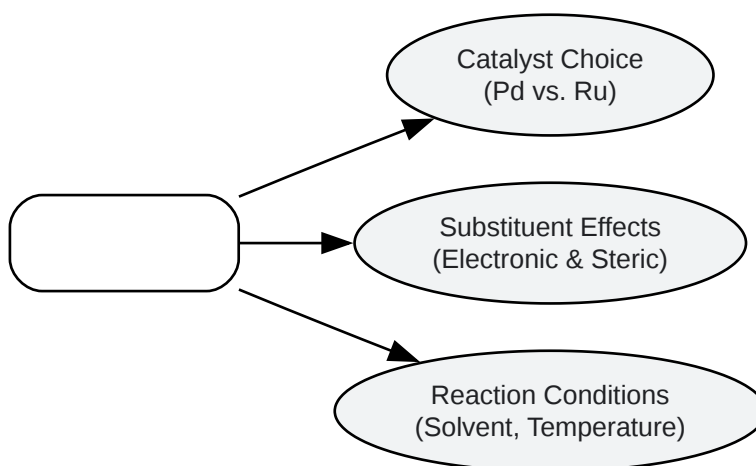 Catalyst Choice
(Pd vs. Ru)
Substituent Effects
(Electronic & Steric)
Reaction Conditions
(Solvent, Temperature)